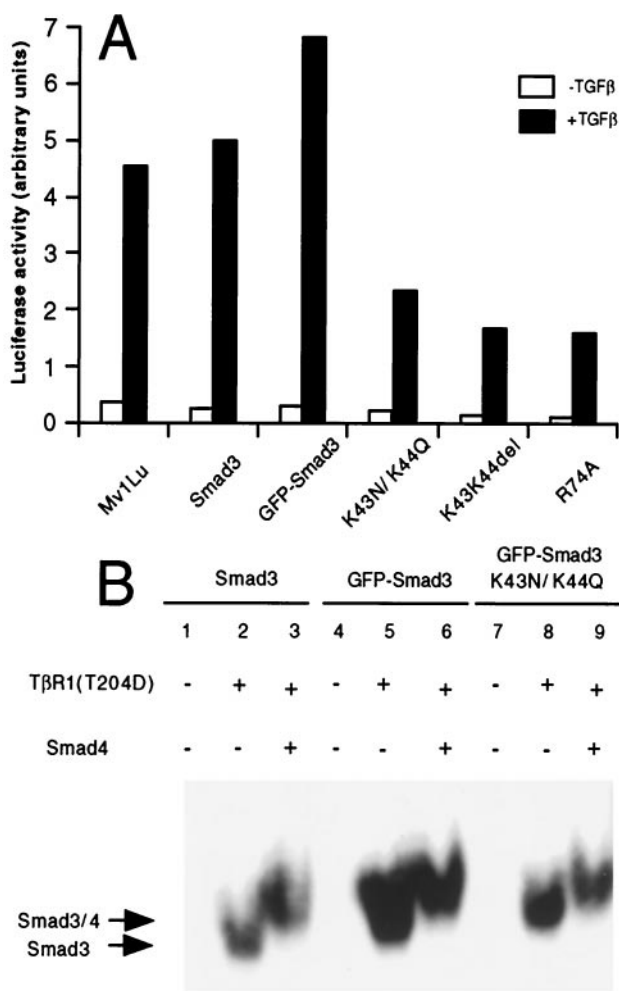 A
Luciferase activity (arbitrary units)
7
6
5
4
3
2
1
0
-TGFβ
+TGFβ
Mv1Lu
Smad3
GFP-Smad3
K43N/ K44Q
K43K44del
R74A
B
Smad3
GFP-Smad3
GFP-Smad3
K43N/ K44Q
1 2 3 4 5 6 7 8 9
TβR1(T204D) - + + - + + - + +
Smad4 - - + - - + - - +
Smad3/4
Smad3